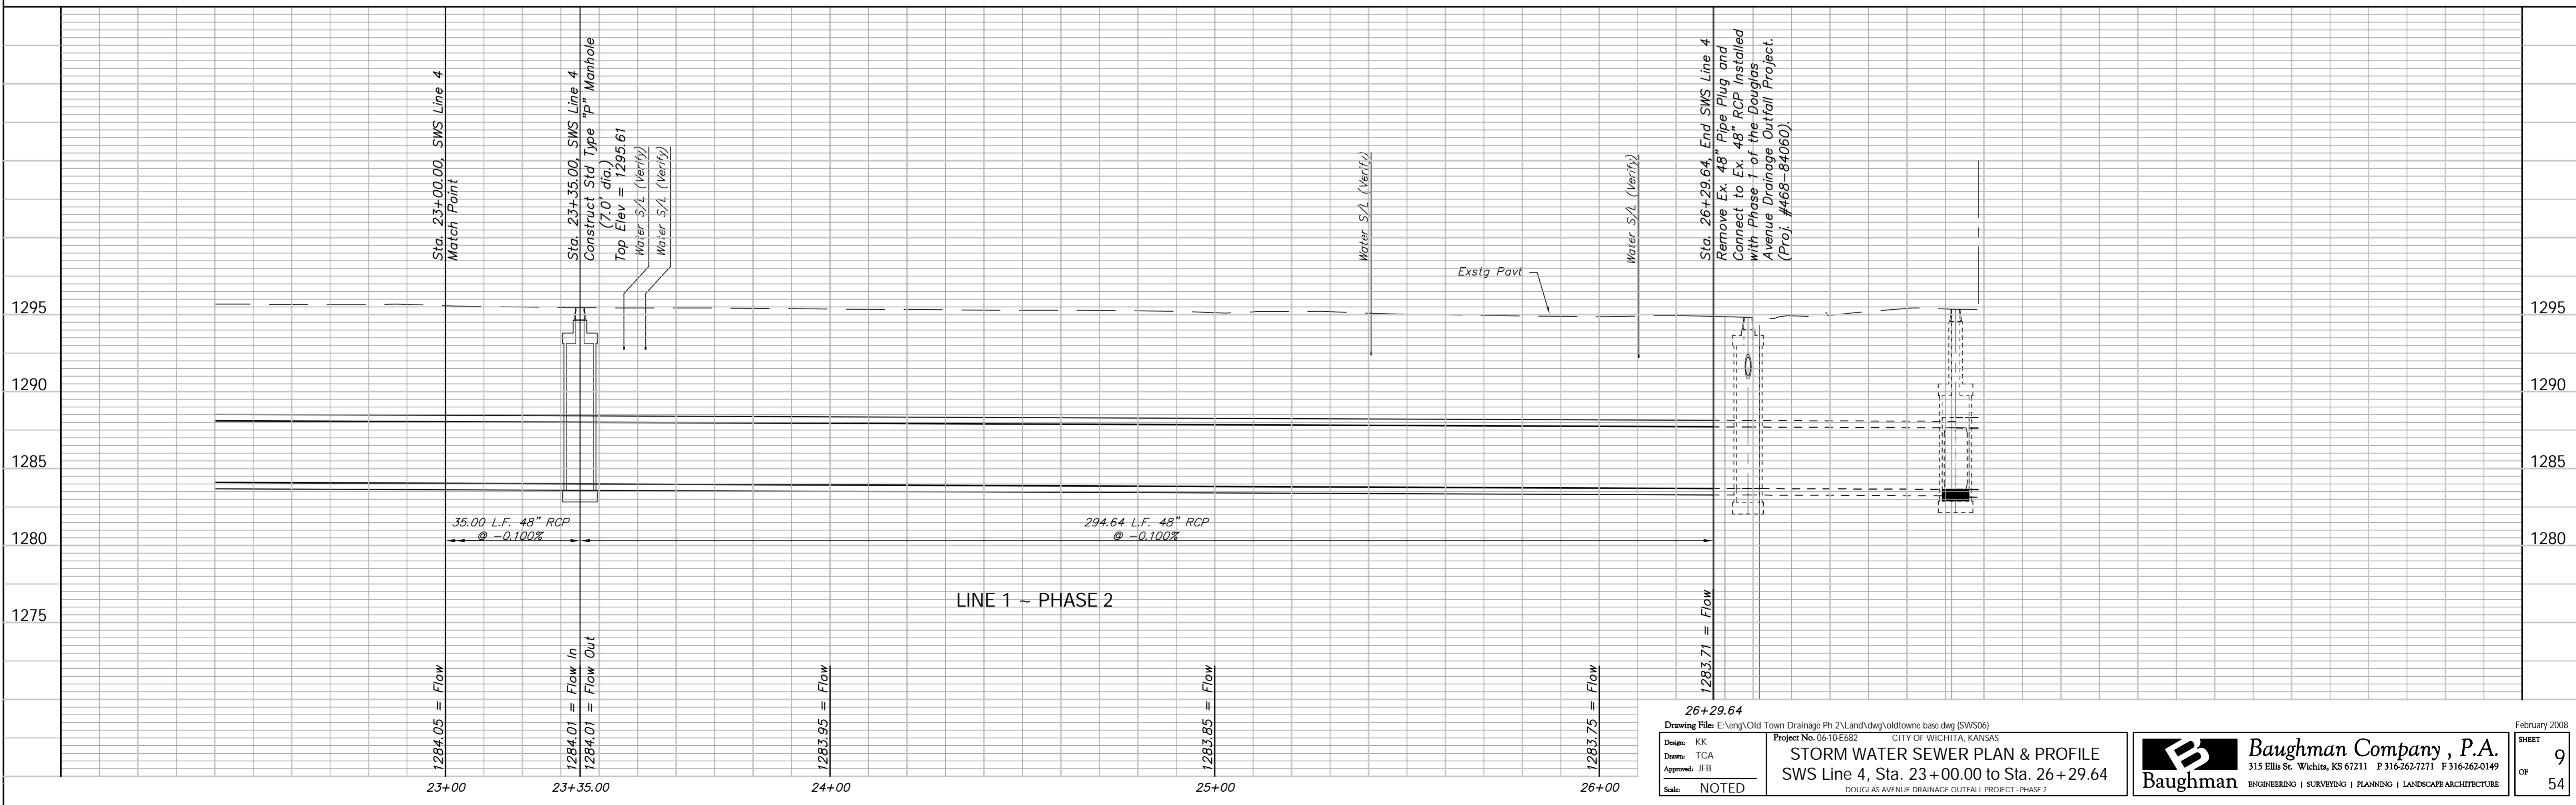 Sta. 23+00.00, SWS Line 4
Match Point
Sta. 23+35.00, SWS Line 4
Construct Std Type "P" Manhole
(7.0' dia.)
Top Elev = 1295.61
Water S/L (Verify)
Water S/L (Verify)
Water S/L (Verify)
Water S/L (Verify)
Sta. 26+29.64, End SWS Line 4
Remove Ex. 48" Pipe Plug and
Connect to Ex. 48" RCP Installed
with Phase 1 of the Douglas
Avenue Drainage Outfall Project.
(Proj. #468-84060).
Exstg Pavt
1295
1295
1290
1290
1285
1285
1280
1280
1275
35.00 L.F. 48" RCP
@ -0.100%
294.64 L.F. 48" RCP
@ -0.100%
LINE 1 ~ PHASE 2
1284.05 = Flow
1284.01 = Flow In
1284.01 = Flow Out
1283.95 = Flow
1283.85 = Flow
1283.75 = Flow
1283.71 = Flow
23+00
23+35.00
24+00
25+00
26+00
26+29.64
Drawing File: E:\eng\Old Town Drainage Ph 2\Land\dwg\oldtowne base.dwg (SWS06)
Design: KK
Drawn: TCA
Approved: JFB
Scale: NOTED
Project No. 06-10-E682 CITY OF WICHITA, KANSAS
STORM WATER SEWER PLAN & PROFILE
SWS Line 4, Sta. 23+00.00 to Sta. 26+29.64
DOUGLAS AVENUE DRAINAGE OUTFALL PROJECT - PHASE 2
Baughman
Baughman Company, P.A.
315 Ellis St. Wichita, KS 67211 P 316-262-7271 F 316-262-0149
ENGINEERING | SURVEYING | PLANNING | LANDSCAPE ARCHITECTURE
February 2008
SHEET
9
OF
54